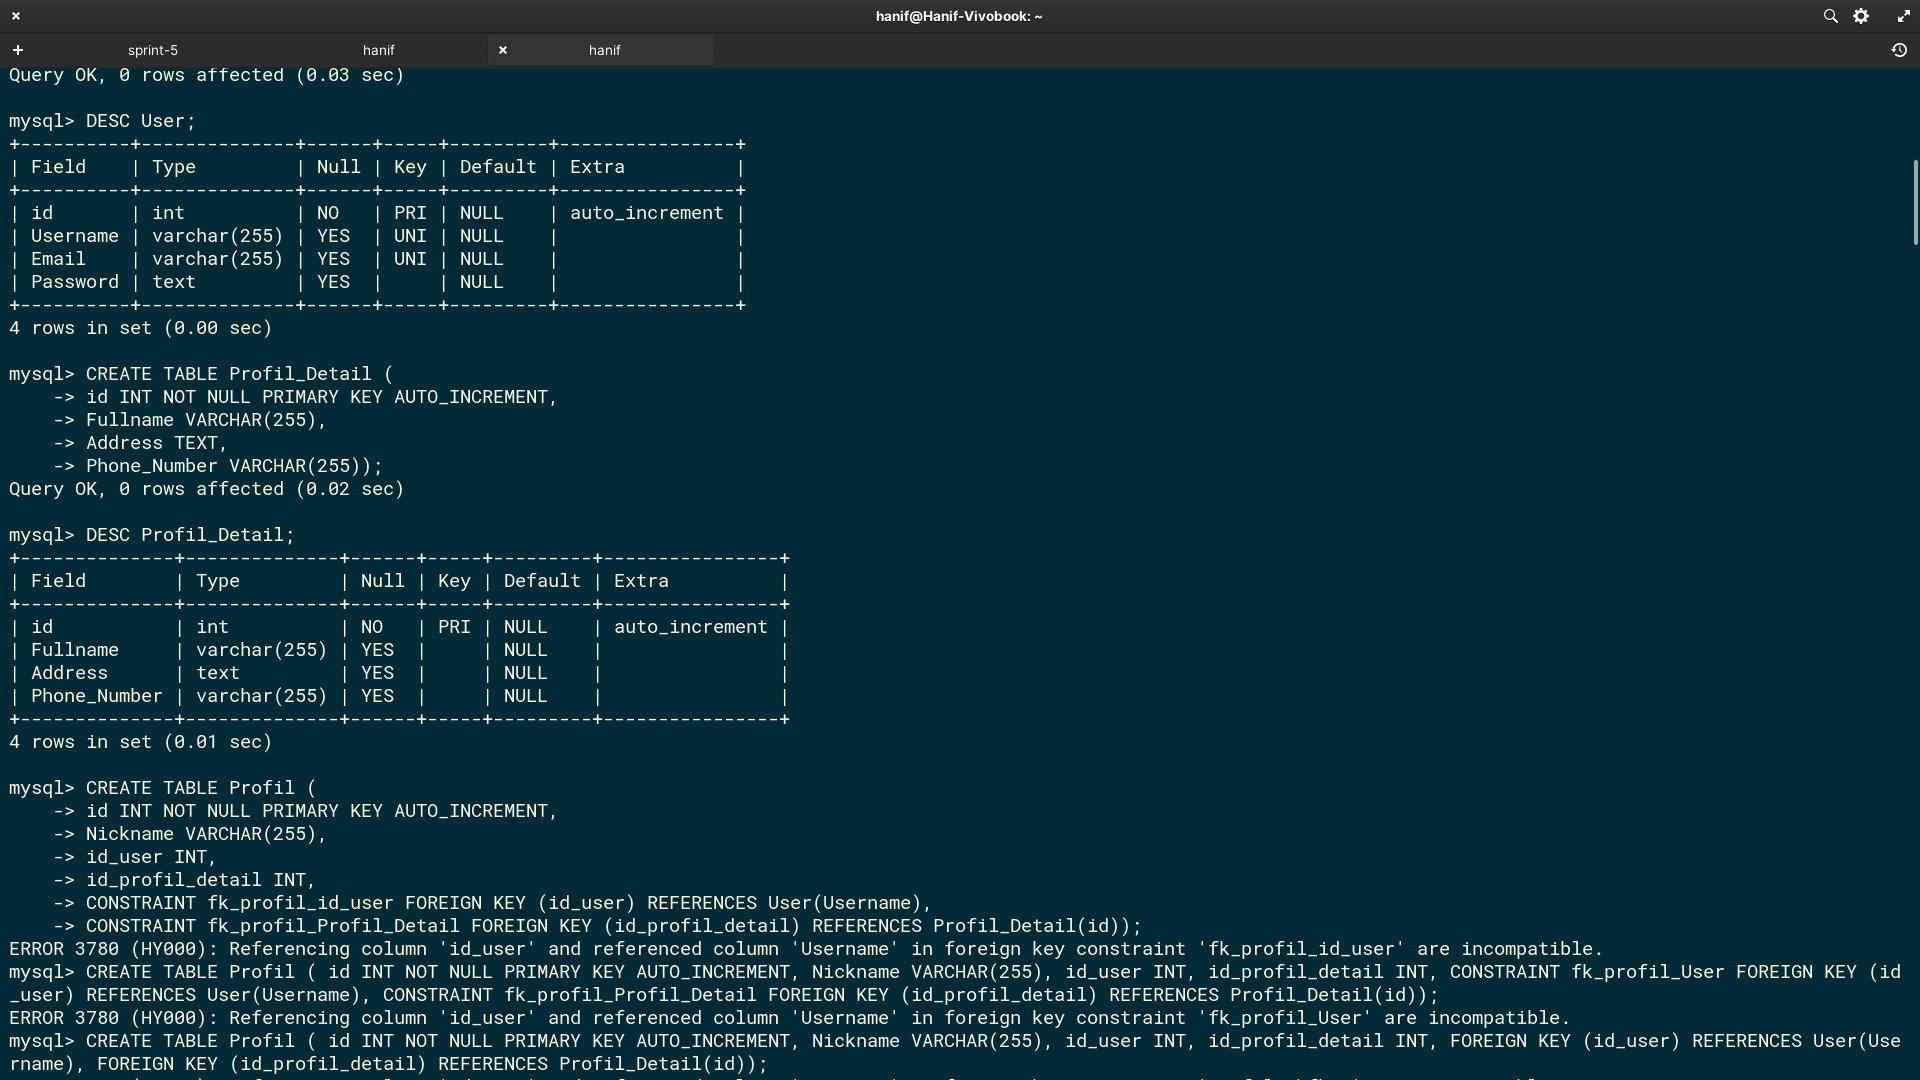 hanif@Hanif-Vivobook: ~
sprint-5
hanif
hanif
Query OK, 0 rows affected (0.03 sec)
mysql> DESC User;
+----------+--------------+------+-----+---------+----------------+
| Field    | Type         | Null | Key | Default | Extra          |
+----------+--------------+------+-----+---------+----------------+
| id       | int          | NO   | PRI | NULL    | auto_increment |
| Username | varchar(255) | YES  | UNI | NULL    |                |
| Email    | varchar(255) | YES  | UNI | NULL    |                |
| Password | text         | YES  |     | NULL    |                |
+----------+--------------+------+-----+---------+----------------+
4 rows in set (0.00 sec)
mysql> CREATE TABLE Profil_Detail (
    -> id INT NOT NULL PRIMARY KEY AUTO_INCREMENT,
    -> Fullname VARCHAR(255),
    -> Address TEXT,
    -> Phone_Number VARCHAR(255));
Query OK, 0 rows affected (0.02 sec)
mysql> DESC Profil_Detail;
+--------------+--------------+------+-----+---------+----------------+
| Field        | Type         | Null | Key | Default | Extra          |
+--------------+--------------+------+-----+---------+----------------+
| id           | int          | NO   | PRI | NULL    | auto_increment |
| Fullname     | varchar(255) | YES  |     | NULL    |                |
| Address      | text         | YES  |     | NULL    |                |
| Phone_Number | varchar(255) | YES  |     | NULL    |                |
+--------------+--------------+------+-----+---------+----------------+
4 rows in set (0.01 sec)
mysql> CREATE TABLE Profil (
    -> id INT NOT NULL PRIMARY KEY AUTO_INCREMENT,
    -> Nickname VARCHAR(255),
    -> id_user INT,
    -> id_profil_detail INT,
    -> CONSTRAINT fk_profil_id_user FOREIGN KEY (id_user) REFERENCES User(Username),
    -> CONSTRAINT fk_profil_Profil_Detail FOREIGN KEY (id_profil_detail) REFERENCES Profil_Detail(id));
ERROR 3780 (HY000): Referencing column 'id_user' and referenced column 'Username' in foreign key constraint 'fk_profil_id_user' are incompatible.
mysql> CREATE TABLE Profil ( id INT NOT NULL PRIMARY KEY AUTO_INCREMENT, Nickname VARCHAR(255), id_user INT, id_profil_detail INT, CONSTRAINT fk_profil_User FOREIGN KEY (id
_user) REFERENCES User(Username), CONSTRAINT fk_profil_Profil_Detail FOREIGN KEY (id_profil_detail) REFERENCES Profil_Detail(id));
ERROR 3780 (HY000): Referencing column 'id_user' and referenced column 'Username' in foreign key constraint 'fk_profil_User' are incompatible.
mysql> CREATE TABLE Profil ( id INT NOT NULL PRIMARY KEY AUTO_INCREMENT, Nickname VARCHAR(255), id_user INT, id_profil_detail INT, FOREIGN KEY (id_user) REFERENCES User(Use
rname), FOREIGN KEY (id_profil_detail) REFERENCES Profil_Detail(id));